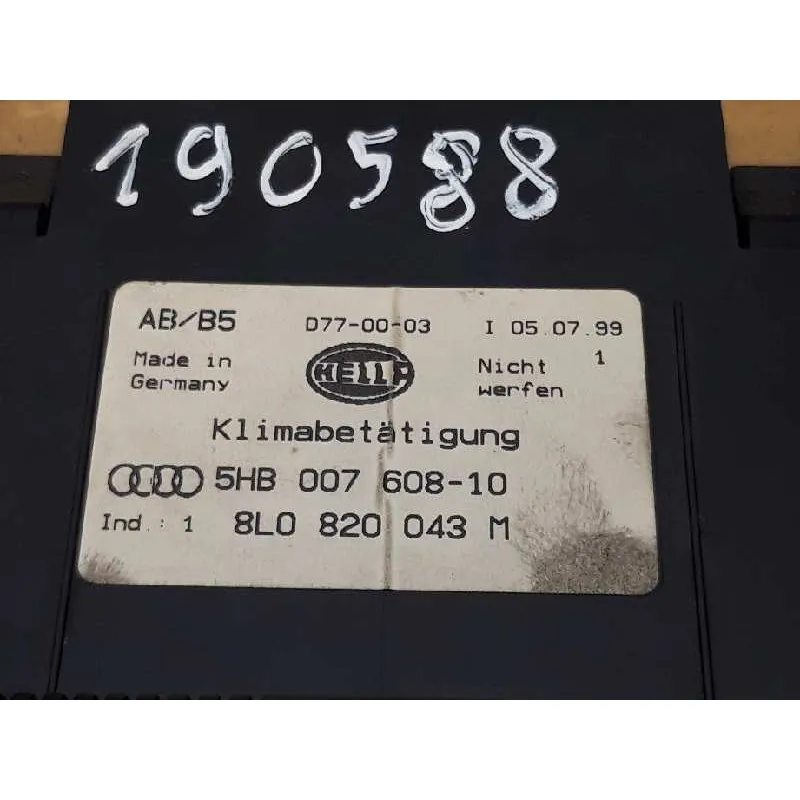 190588
AB/B5 D77-00-03 I 05.07.99
Made in Germany HELLA Nicht werfen 1
Klimabetätigung
5HB 007 608-10
Ind.: 1 8L0 820 043 M